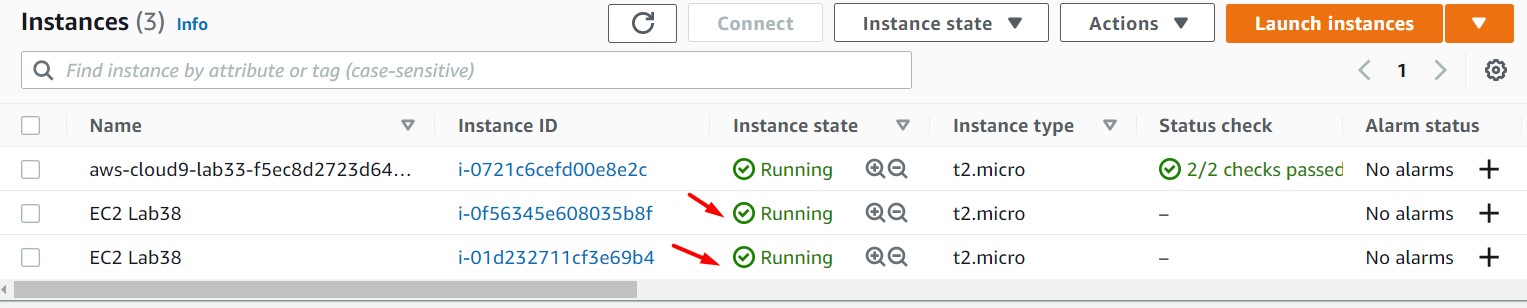 Instances (3) Info Connect Instance state Actions Launch instances
Find instance by attribute or tag (case-sensitive) 1
Name Instance ID Instance state Instance type Status check Alarm status
aws-cloud9-lab33-f5ec8d2723d64... i-0721c6cefd00e8e2c Running t2.micro 2/2 checks passed No alarms +
EC2 Lab38 i-0f56345e608035b8f Running t2.micro – No alarms +
EC2 Lab38 i-01d232711cf3e69b4 Running t2.micro – No alarms +